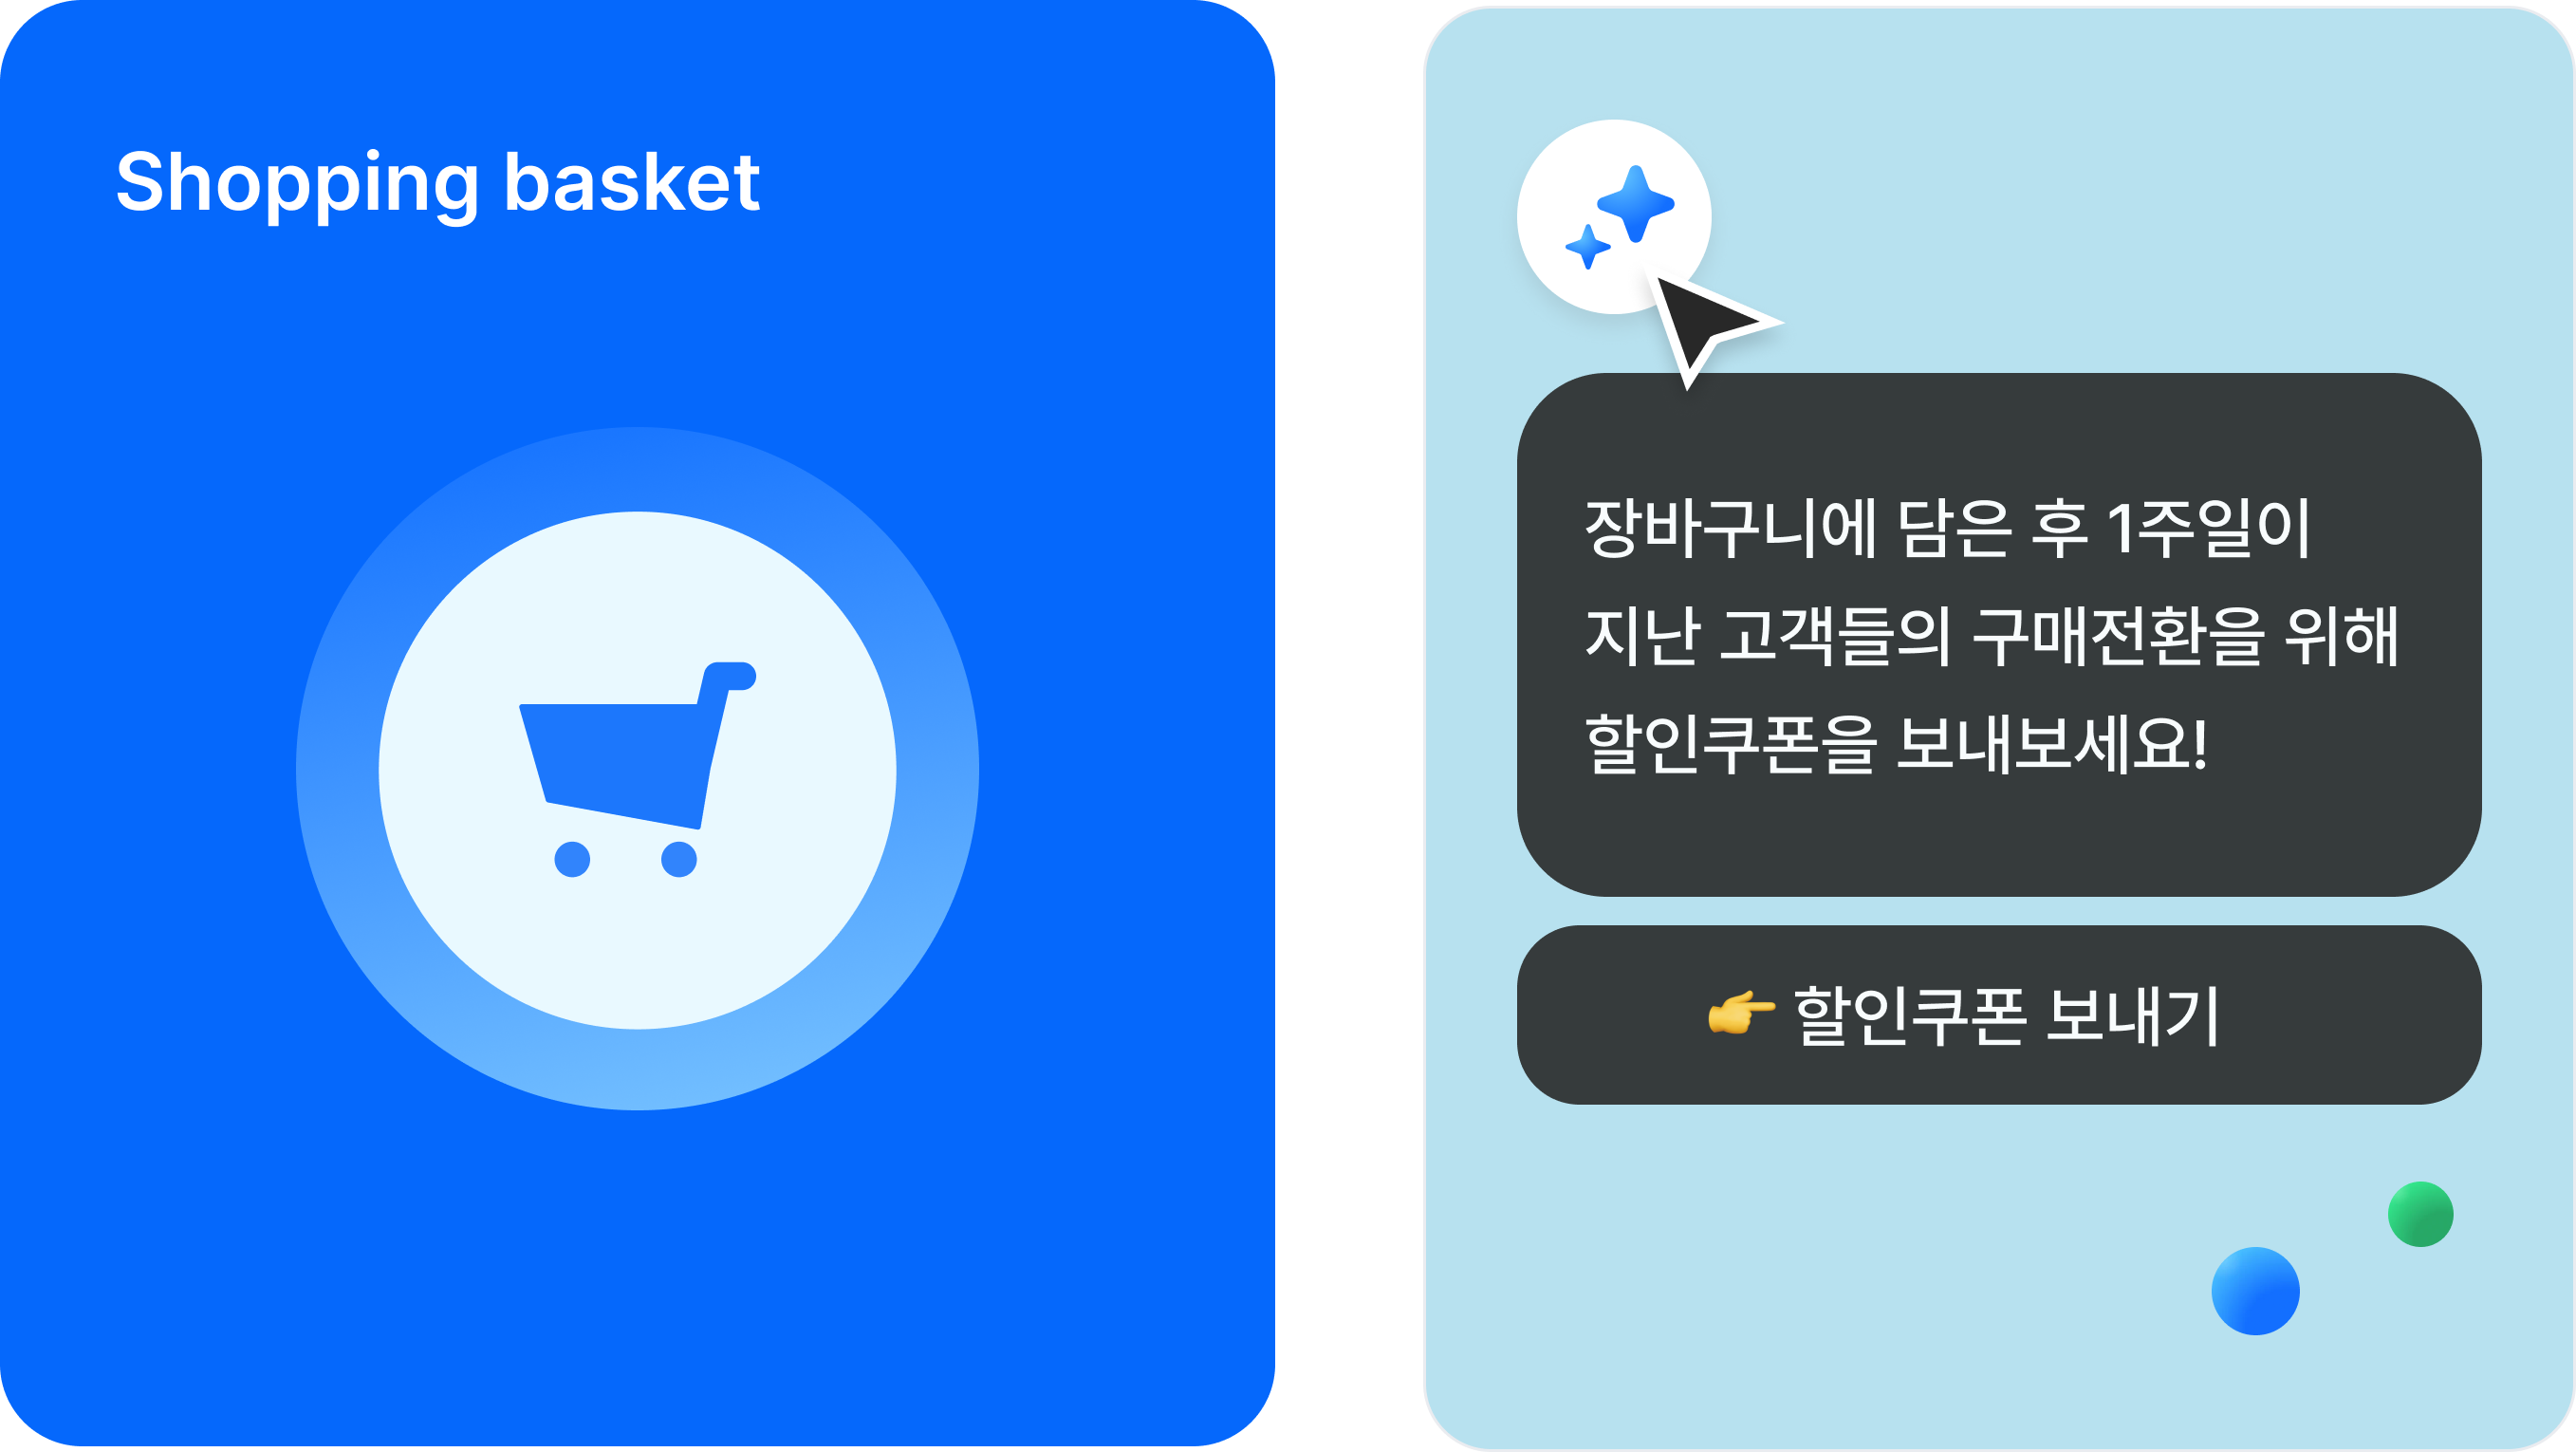 Shopping basket
장바구니에 담은 후 1주일이
지난 고객들의 구매전환을 위해
할인쿠폰을 보내보세요!
👉 할인쿠폰 보내기